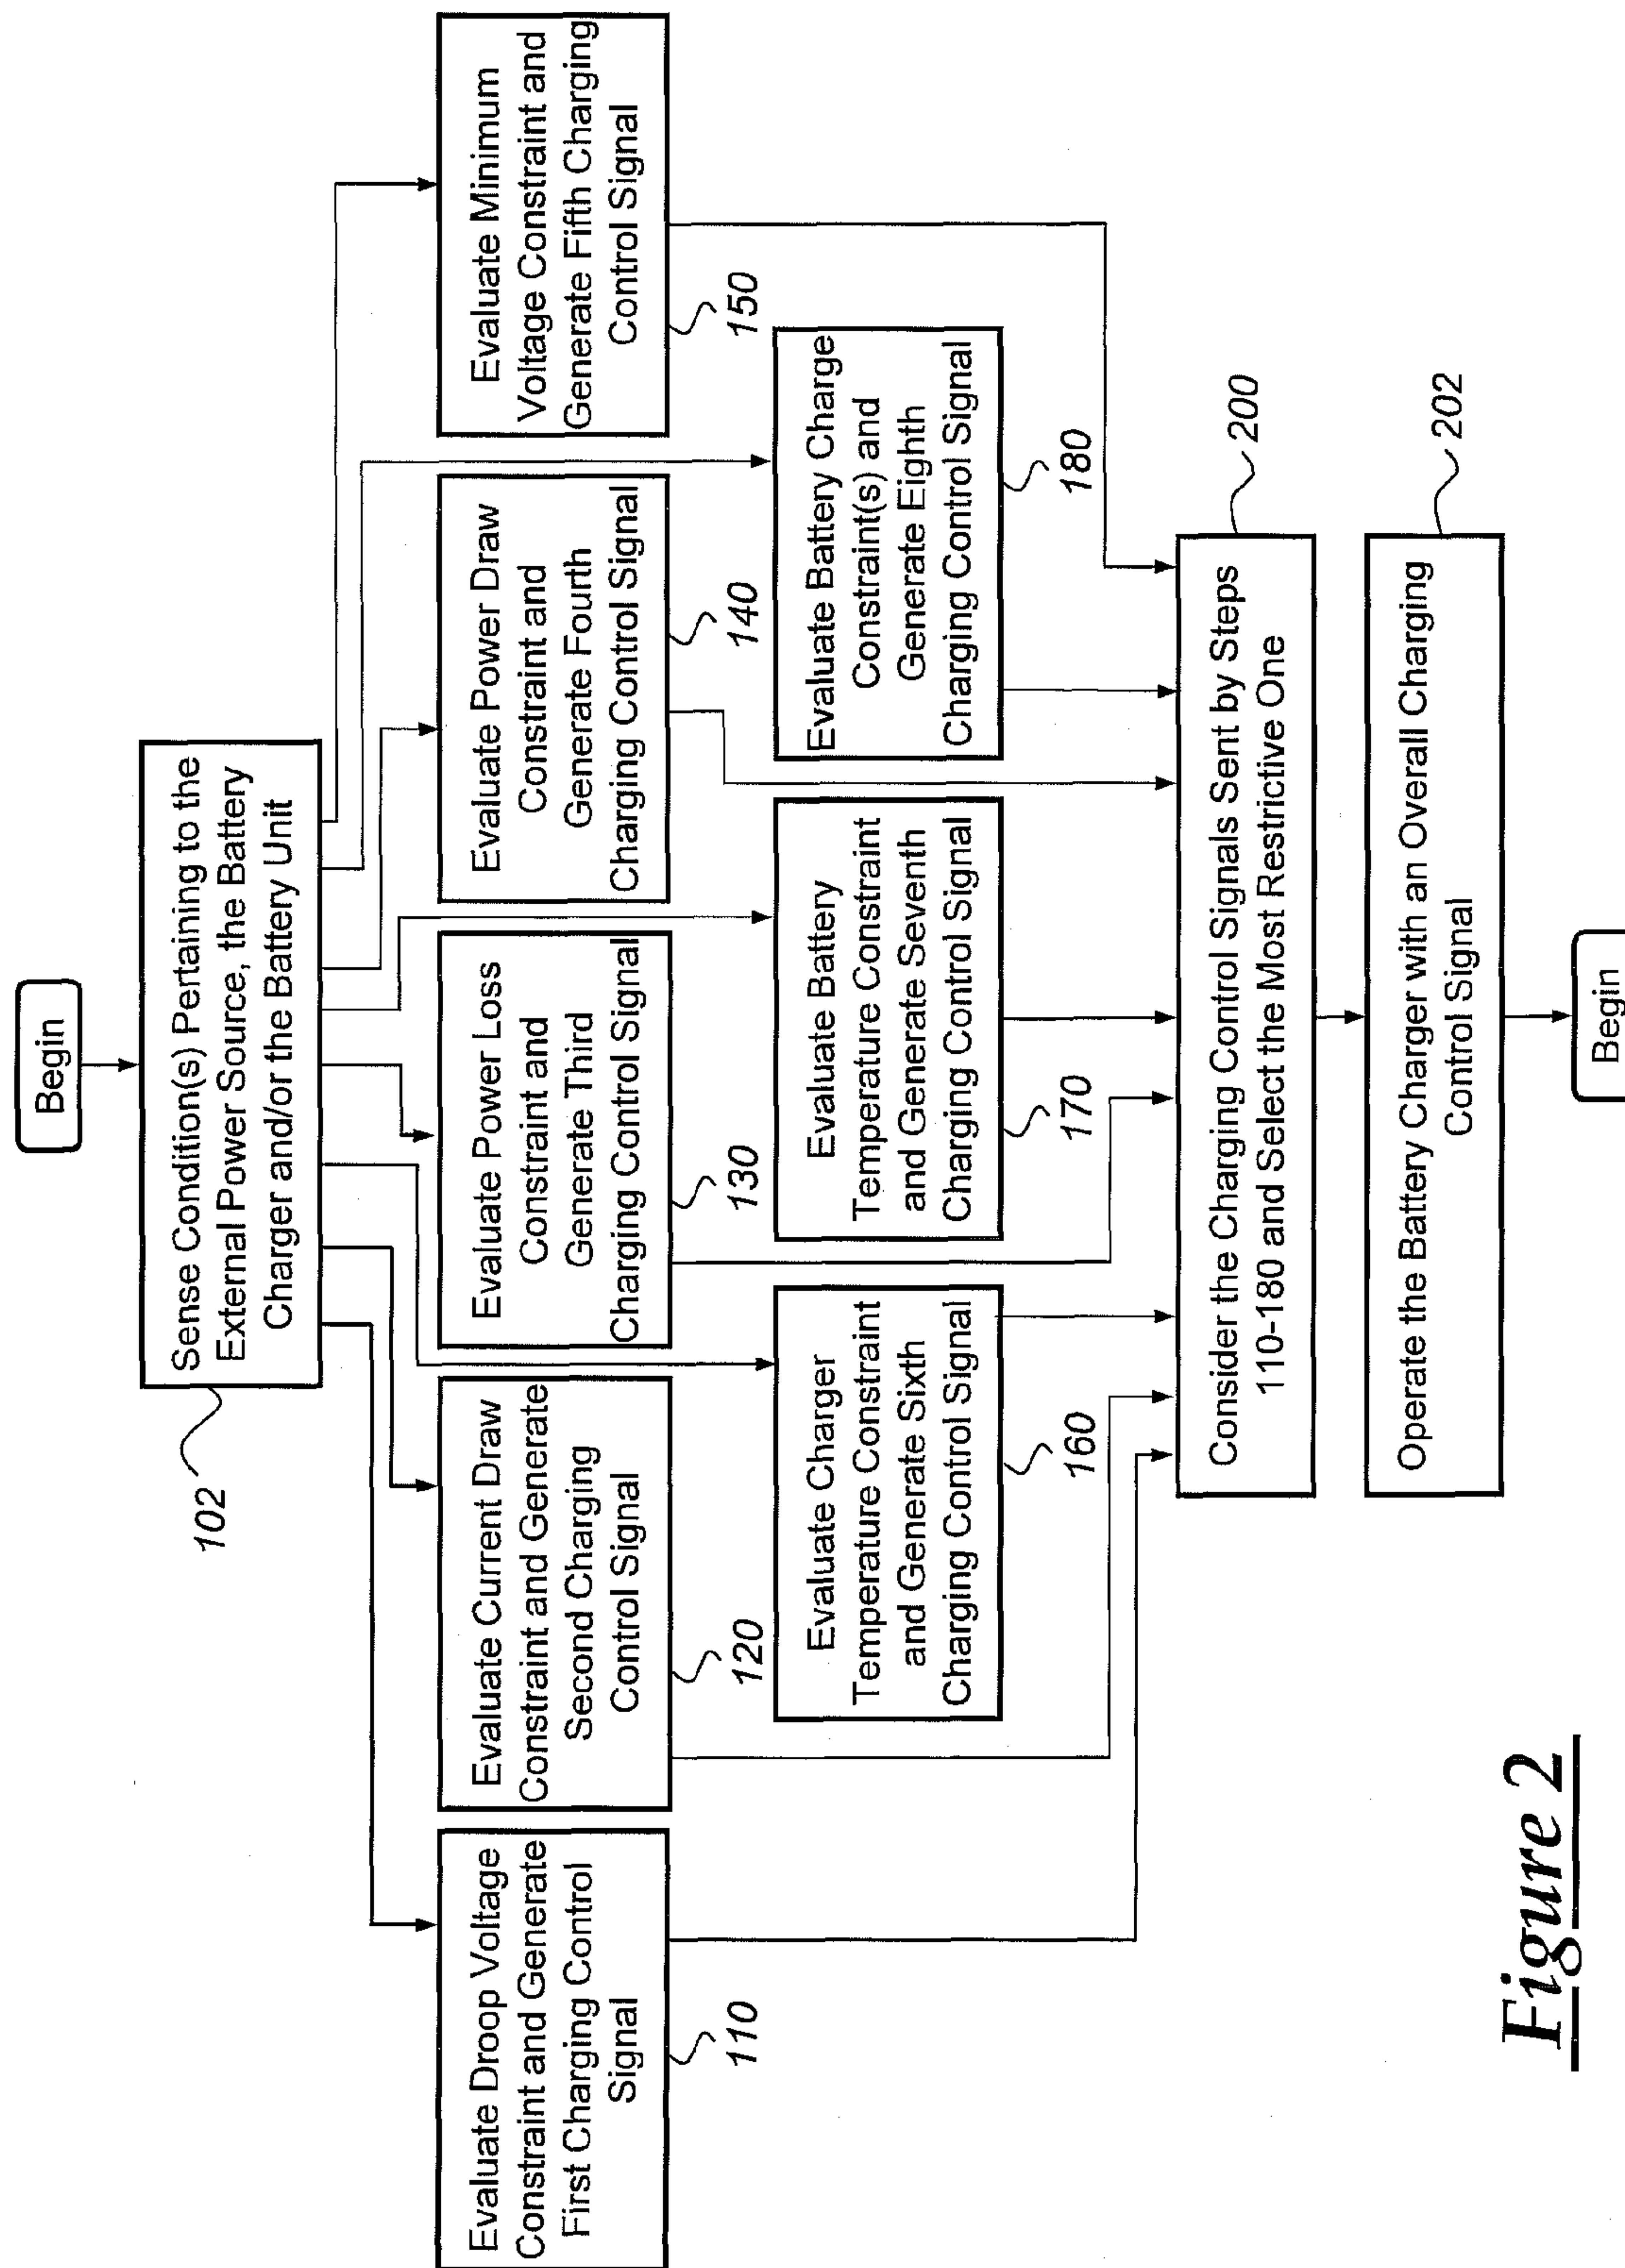 Begin
Sense Condition(s) Pertaining to the
External Power Source, the Battery
Charger and/or the Battery Unit
102
Evaluate Droop Voltage
Constraint and Generate
First Charging Control
Signal
110
Evaluate Current Draw
Constraint and Generate
Second Charging
Control Signal
120
Evaluate Power Loss
Constraint and
Generate Third
Charging Control Signal
130
Evaluate Power Draw
Constraint and
Generate Fourth
Charging Control Signal
140
Evaluate Minimum
Voltage Constraint and
Generate Fifth Charging
Control Signal
150
Evaluate Charger
Temperature Constraint
and Generate Sixth
Charging Control Signal
160
Evaluate Battery
Temperature Constraint
and Generate Seventh
Charging Control Signal
170
Evaluate Battery Charge
Constraint(s) and
Generate Eighth
Charging Control Signal
180
Consider the Charging Control Signals Sent by Steps
110-180 and Select the Most Restrictive One
200
Operate the Battery Charger with an Overall Charging
Control Signal
202
Begin
Figure 2